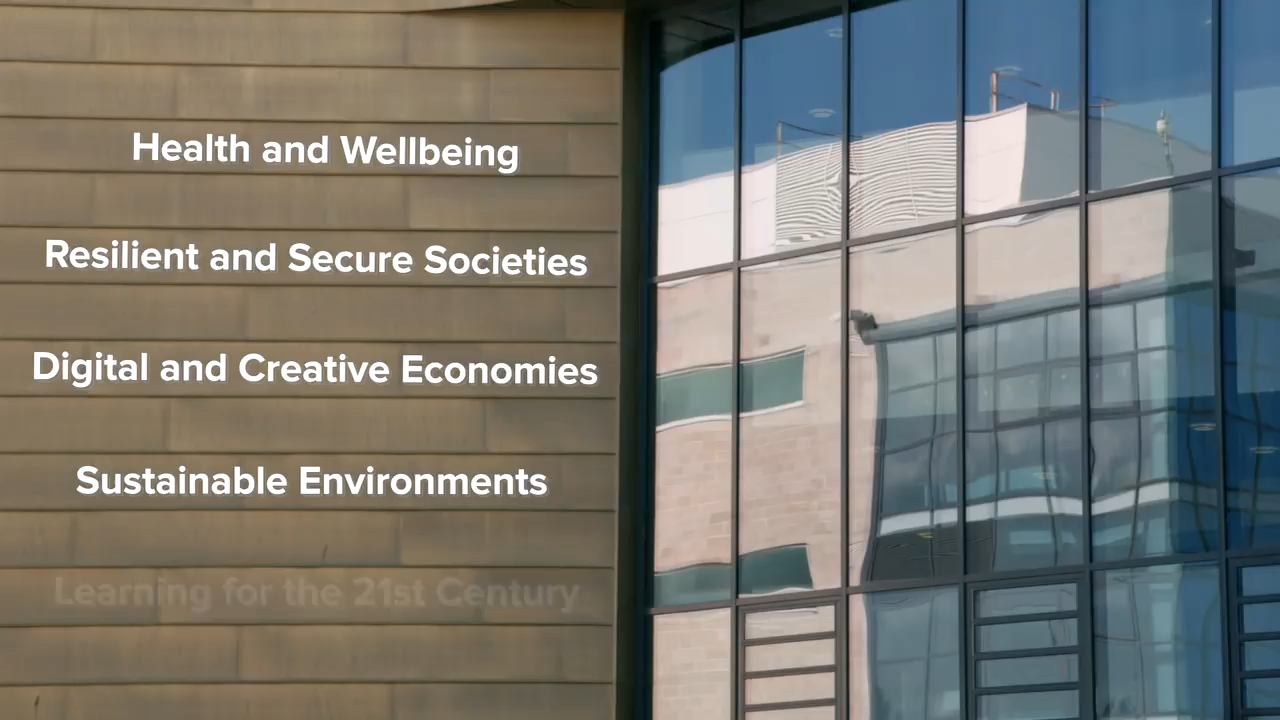 Health and Wellbeing
Resilient and Secure Societies
Digital and Creative Economies
Sustainable Environments
Learning for the 21st Century